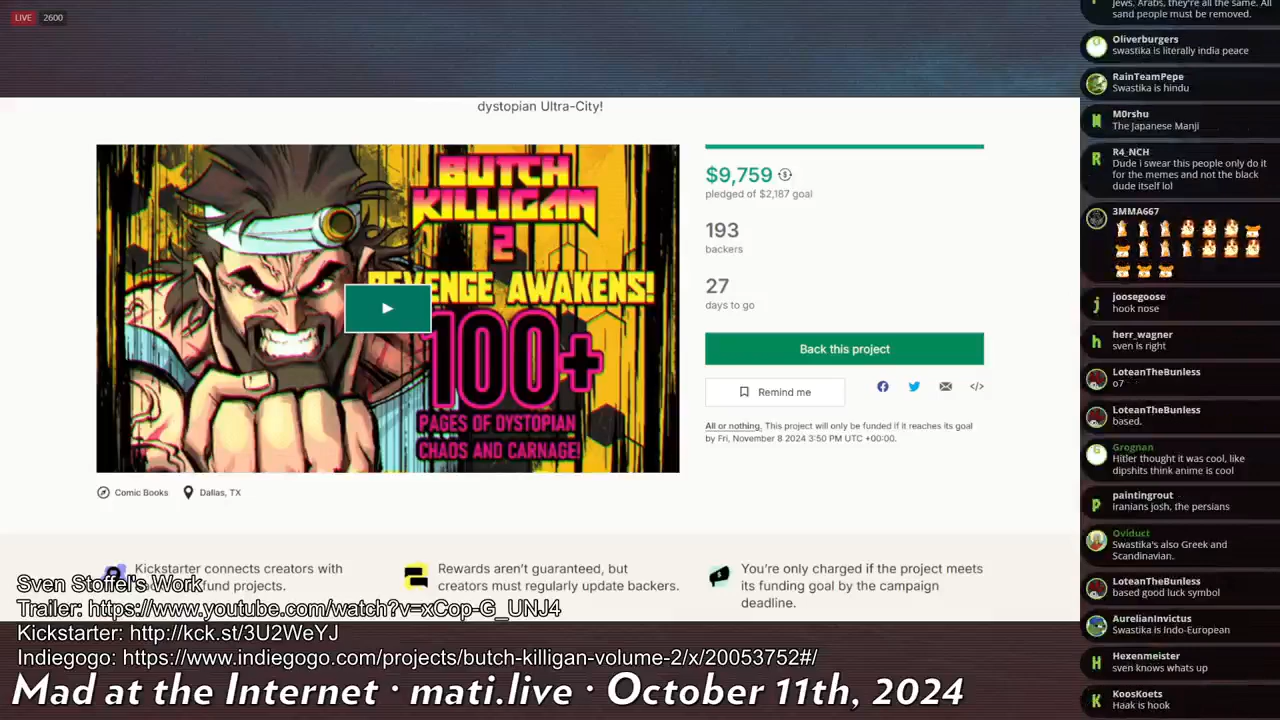 LIVE 2600
dystopian Ultra-City!
BUTCH
KILLIGAN
2
REVENGE AWAKENS!
100+
PAGES OF DYSTOPIAN
CHAOS AND CARNAGE!
Comic Books Dallas, TX
$9,759
pledged of $2,187 goal
193
backers
27
days to go
Back this project
Remind me
All or nothing. This project will only be funded if it reaches its goal
by Fri, November 8 2024 3:50 PM UTC +00:00.
Kickstarter connects creators with
fund projects.
Rewards aren't guaranteed, but
creators must regularly update backers.
You're only charged if the project meets
its funding goal by the campaign
deadline.
Sven Stoffel's Work
Trailer: https://www.youtube.com/watch?v=xCop-G_UNJ4
Kickstarter: http://kck.st/3U2WeYJ
Indiegogo: https://www.indiegogo.com/projects/butch-killigan-volume-2/x/20053752#/
Mad at the Internet · mati.live · October 11th, 2024
Jews, Arabs, they're all the same. All
sand people must be removed.
Oliverburgers
swastika is literally india peace
RainTeamPepe
Swastika is hindu
M0rshu
The Japanese Manji
R4_NCH
Dude i swear this people only do it
for the memes and not the black
dude itself lol
3MMA667
joosegoose
hook nose
herr_wagner
sven is right
LoteanTheBunless
o7
LoteanTheBunless
based.
Grognan
Hitler thought it was cool, like
dipshits think anime is cool
paintingrout
iranians josh, the persians
Oviduct
Swastika's also Greek and
Scandinavian.
LoteanTheBunless
based good luck symbol
AurelianInvictus
Swastika is Indo-European
Hexenmeister
sven knows whats up
KoosKoets
Haak is hook